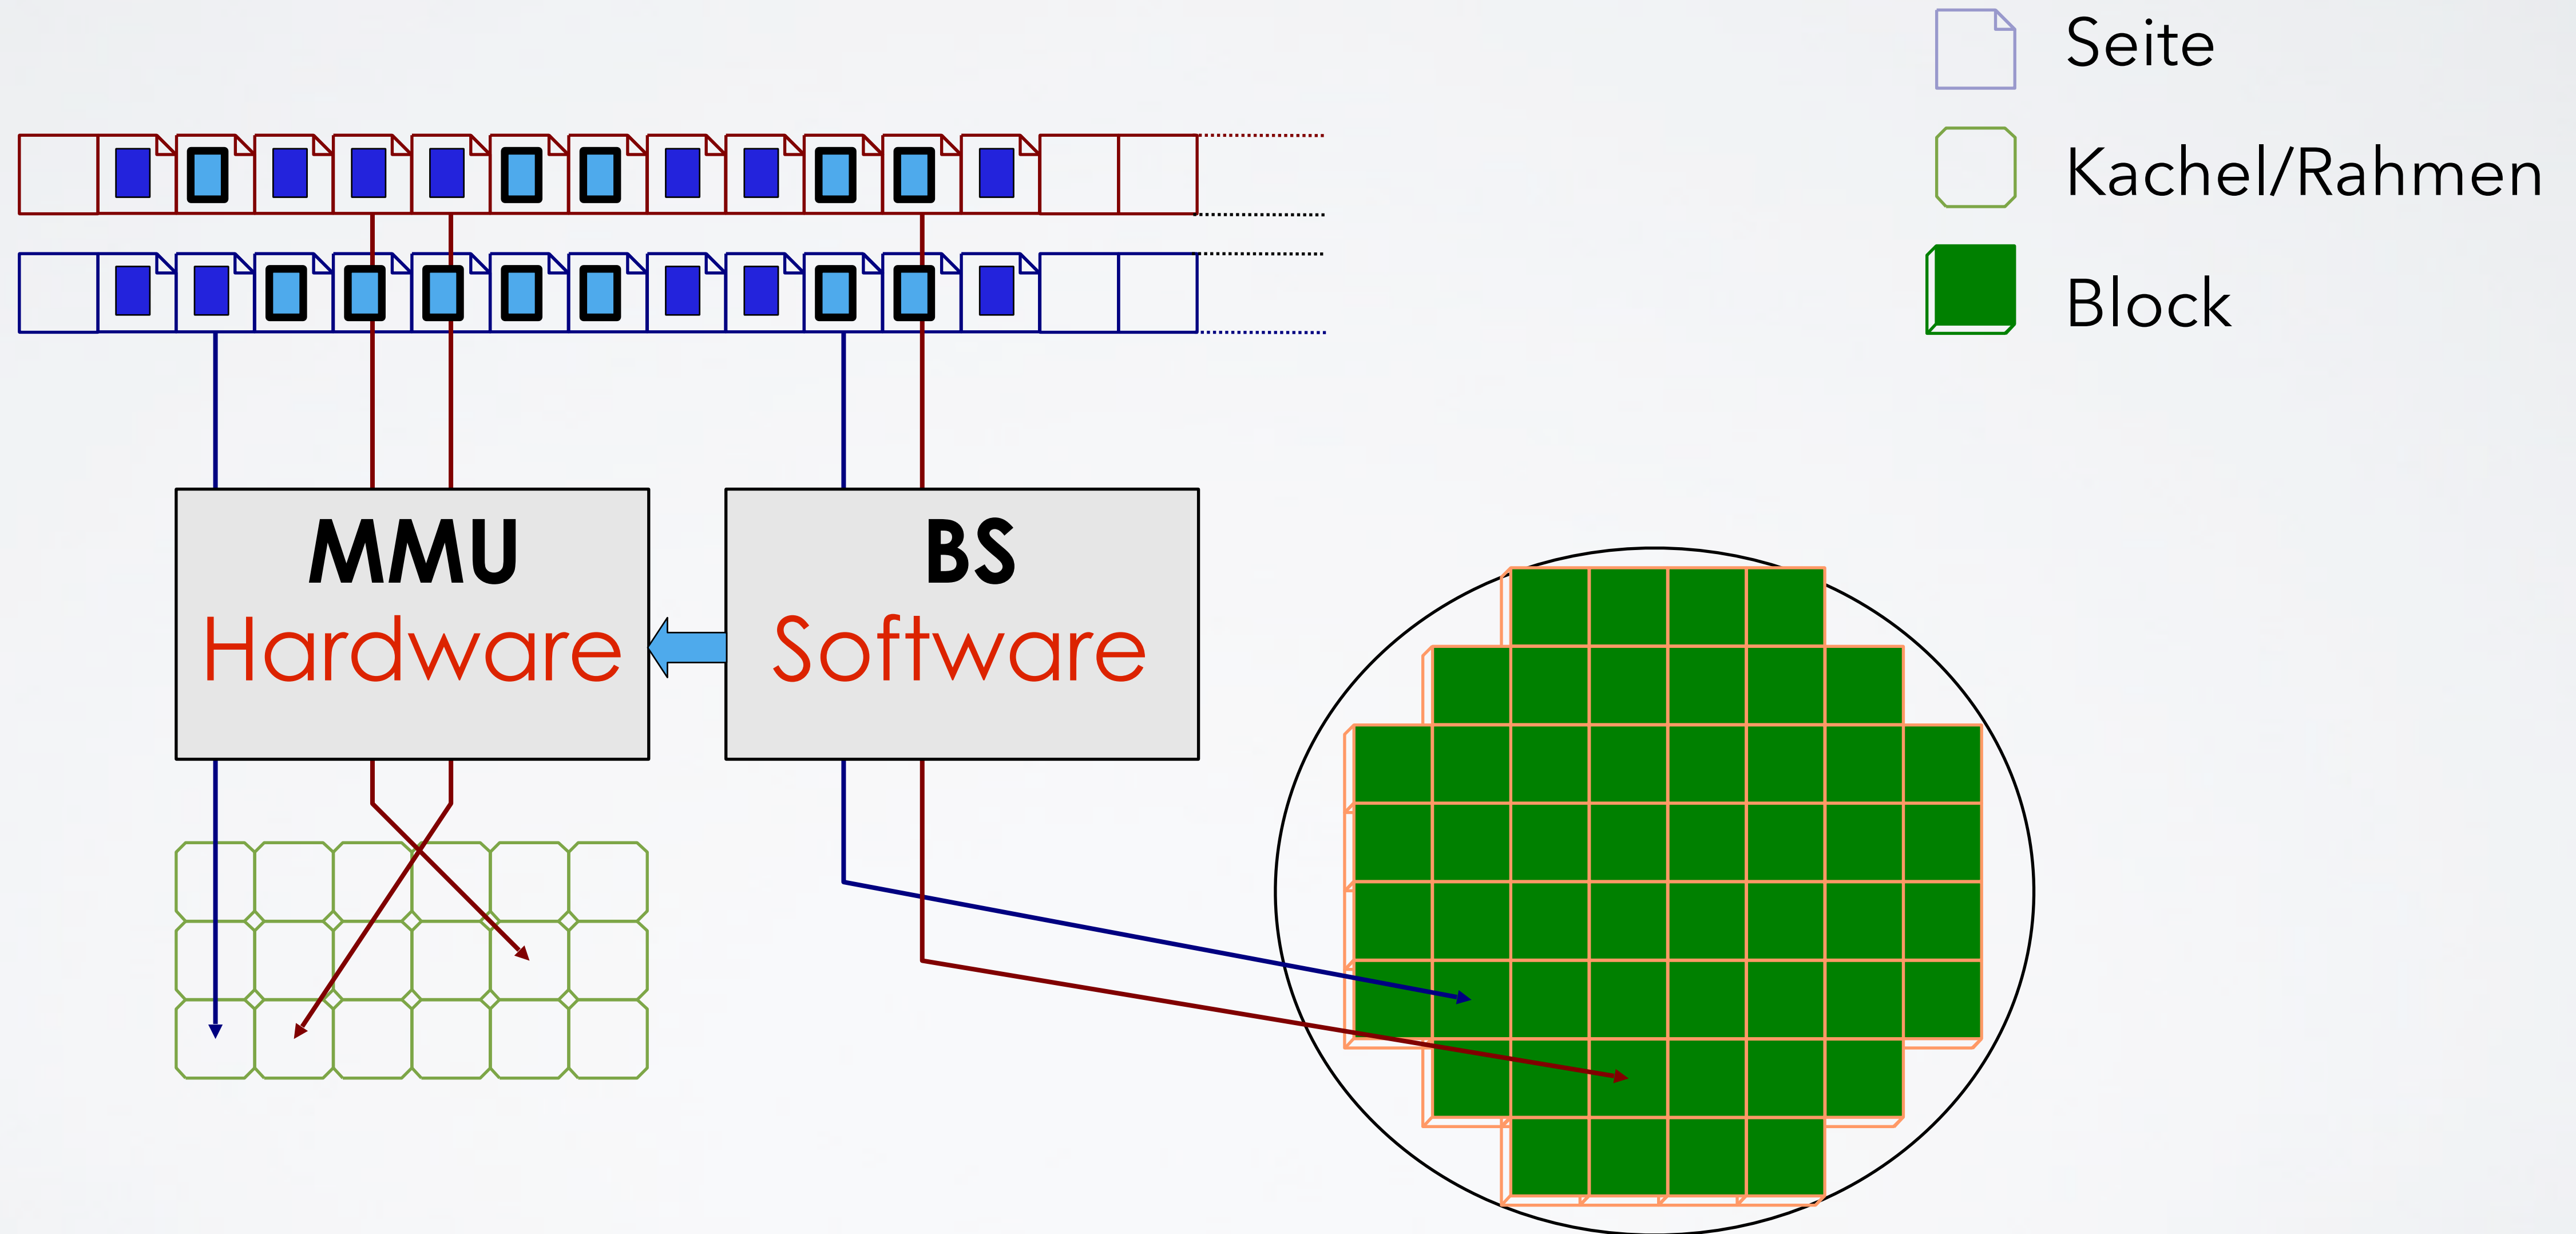 Seite
Kachel/Rahmen
Block
MMU
Hardware
BS
Software